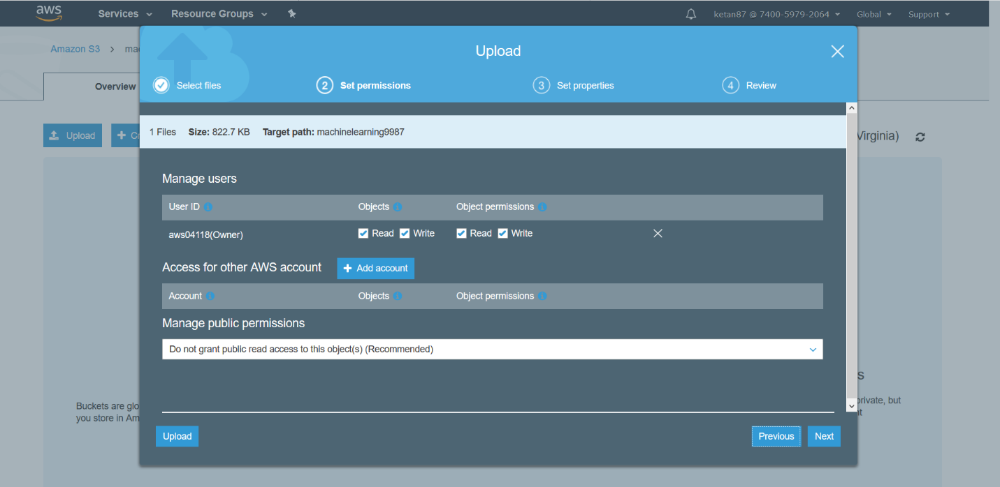 aws Services Resource Groups ketan87 @ 7400-5979-2064 Global Support
Upload
Amazon S3 > mac
Select files 2 Set permissions 3 Set properties 4 Review
Overview
1 Files Size: 822.7 KB Target path: machinelearning9987
Upload + Cr Virginia)
Manage users
User ID Objects Object permissions
aws04118(Owner) Read Write Read Write
Access for other AWS account + Add account
Account Objects Object permissions
Manage public permissions
Do not grant public read access to this object(s) (Recommended)
s
Buckets are glo private, but
you store in Am t
Upload Previous Next